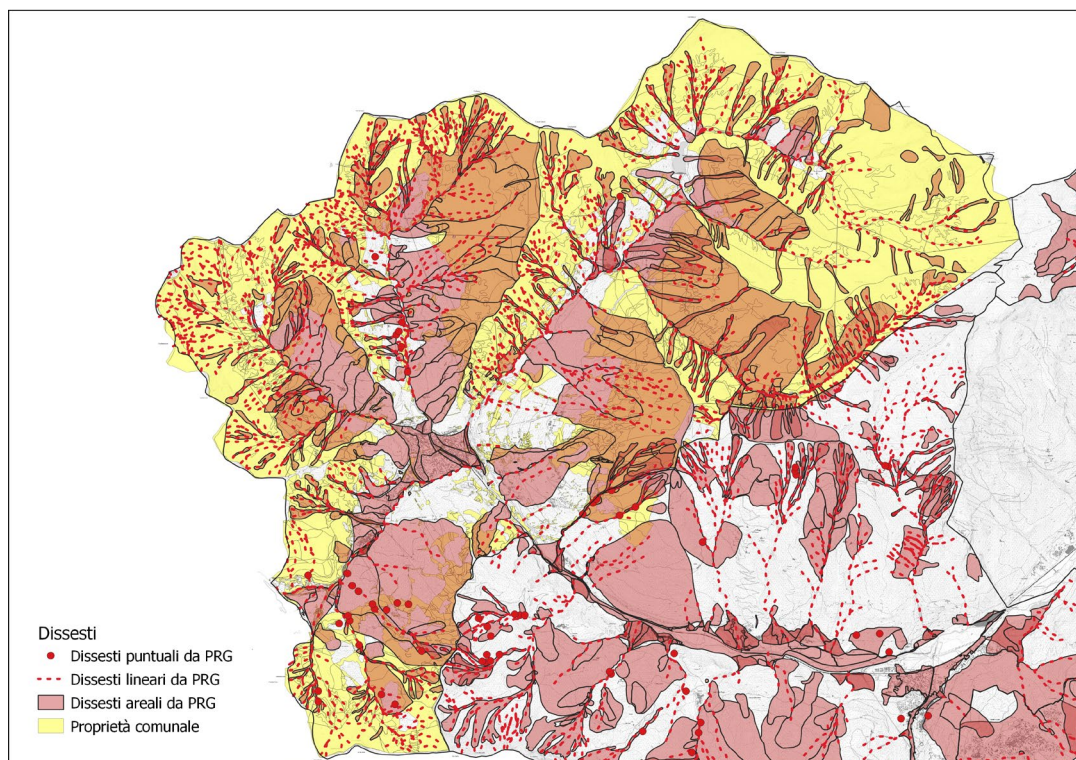 Dissesti
Dissesti puntuali da PRG
Dissesti lineari da PRG
Dissesti areali da PRG
Proprietà comunale